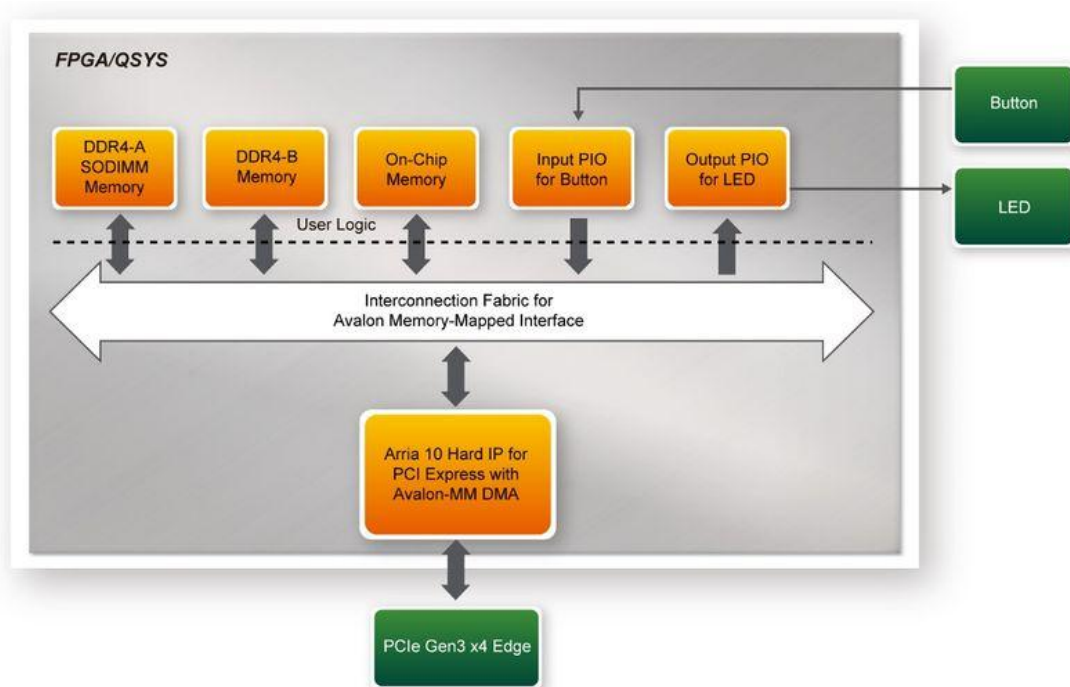 FPGA/QSYS
DDR4-A
SODIMM
Memory
DDR4-B
Memory
On-Chip
Memory
Input PIO
for Button
Output PIO
for LED
Button
LED
User Logic
Interconnection Fabric for
Avalon Memory-Mapped Interface
Arria 10 Hard IP for
PCI Express with
Avalon-MM DMA
PCIe Gen3 x4 Edge